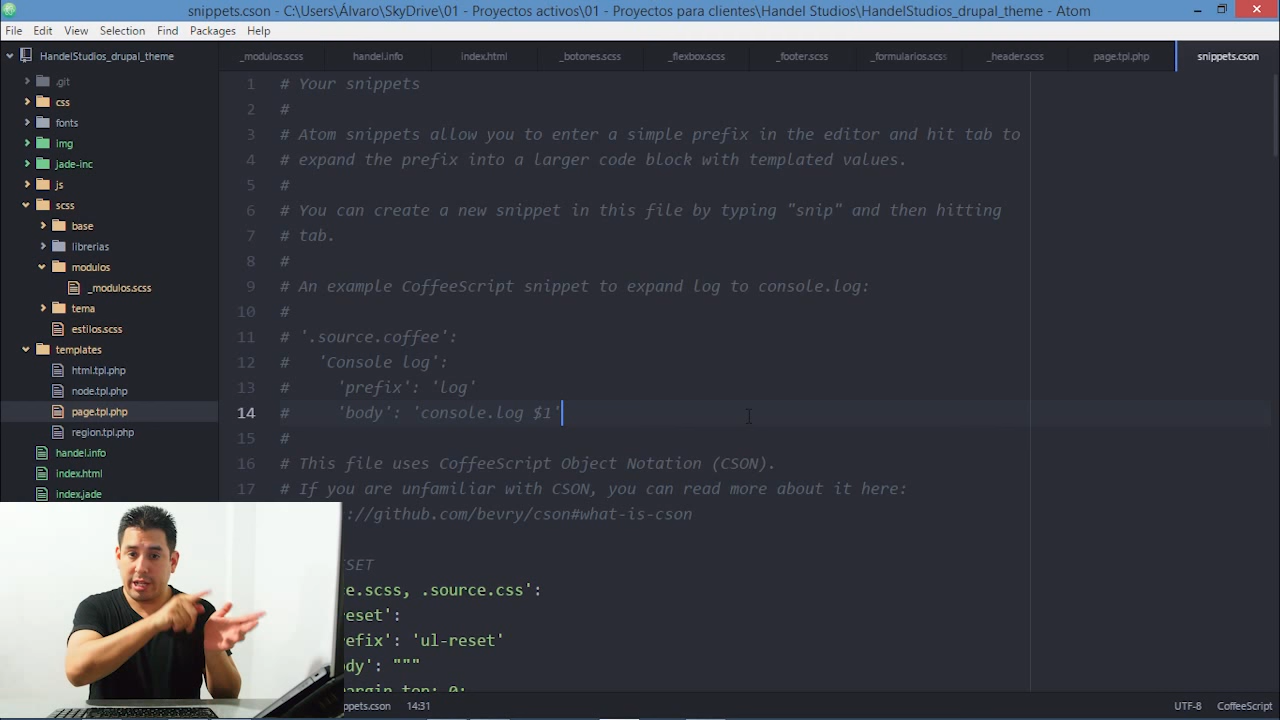 snippets.cson - C:\Users\Álvaro\SkyDrive\01 - Proyectos activos\01 - Proyectos para clientes\Handel Studios\HandelStudios_drupal_theme - Atom
File Edit View Selection Find Packages Help
HandelStudios_drupal_theme
_modulos.scss handel.info index.html _botones.scss _flexbox.scss _footer.scss _formularios.scss _header.scss page.tpl.php snippets.cson
.git
css
fonts
img
jade-inc
js
scss
base
librerias
modulos
_modulos.scss
tema
estilos.scss
templates
html.tpl.php
node.tpl.php
page.tpl.php
region.tpl.php
handel.info
index.html
index.jade
1 # Your snippets
2 #
3 # Atom snippets allow you to enter a simple prefix in the editor and hit tab to
4 # expand the prefix into a larger code block with templated values.
5 #
6 # You can create a new snippet in this file by typing "snip" and then hitting
7 # tab.
8 #
9 # An example CoffeeScript snippet to expand log to console.log:
10 #
11 # '.source.coffee':
12 #   'Console log':
13 #     'prefix': 'log'
14 #     'body': 'console.log $1'
15 #
16 # This file uses CoffeeScript Object Notation (CSON).
17 # If you are unfamiliar with CSON, you can read more about it here:
://github.com/bevry/cson#what-is-cson
SET
e.scss, .source.css':
reset':
efix': 'ul-reset'
ody': """
margin-top: 0;
ppets.cson 14:31 UTF-8 CoffeeScript